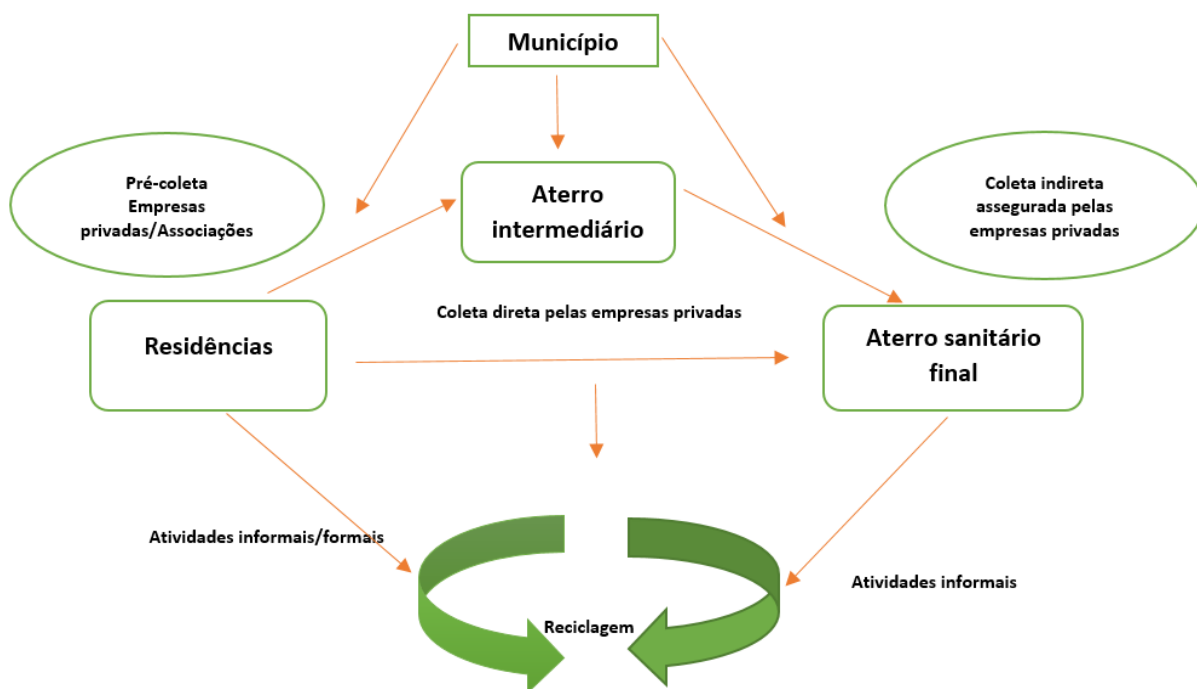 Município
Pré-coleta
Empresas
privadas/Associações
Aterro
intermediário
Coleta indireta
assegurada pelas
empresas privadas
Coleta direta pelas empresas privadas
Residências
Aterro sanitário
final
Atividades informais/formais
Atividades informais
Reciclagem